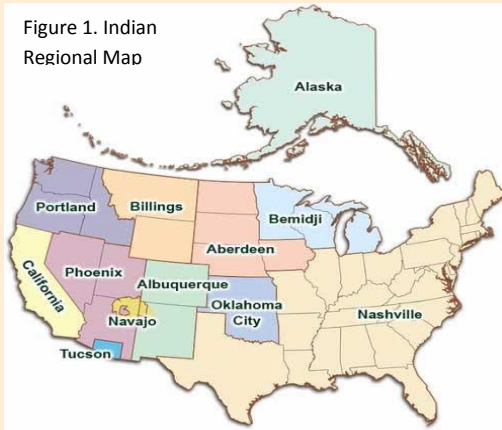 Figure 1. Indian
Regional Map
Alaska
Portland
Billings
Bemidji
Aberdeen
California
Phoenix
Albuquerque
Oklahoma
City
Navajo
Nashville
Tucson